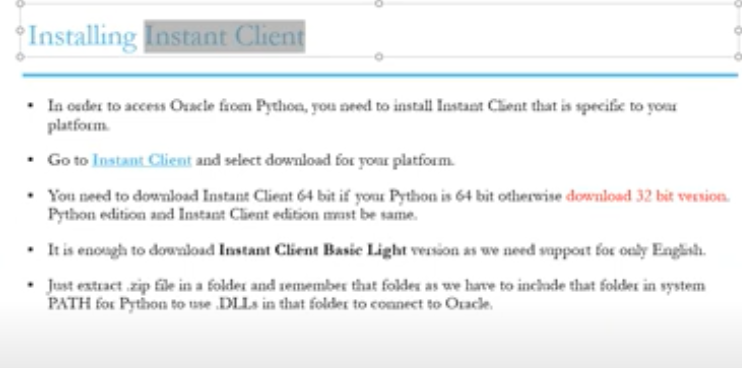 Installing Instant Client
• In order to access Oracle from Python, you need to install Instant Client that is specific to your
platform.
• Go to Instant Client and select download for your platform.
• You need to download Instant Client 64 bit if your Python is 64 bit otherwise download 32 bit version.
Python edition and Instant Client edition must be same.
• It is enough to download Instant Client Basic Light version as we need support for only English.
• Just extract .zip file in a folder and remember that folder as we have to include that folder in system
PATH for Python to use .DLLs in that folder to connect to Oracle.